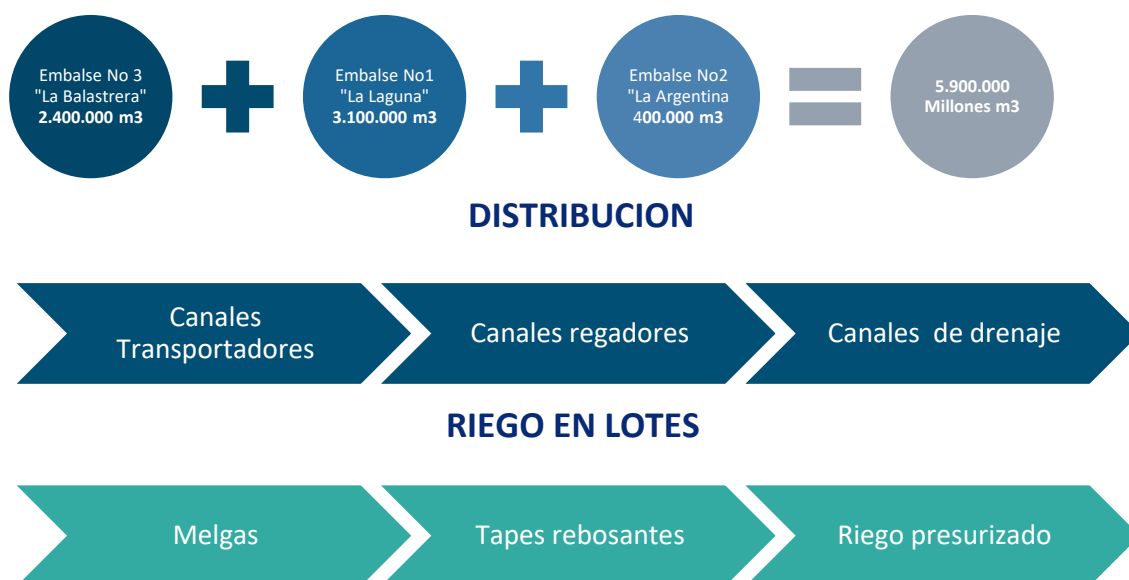 Embalse No 3
"La Balastrera"
2.400.000 m3
Embalse No1
"La Laguna"
3.100.000 m3
Embalse No2
"La Argentina
400.000 m3
5.900.000
Millones m3
DISTRIBUCION
Canales
Transportadores
Canales regadores
Canales de drenaje
RIEGO EN LOTES
Melgas
Tapes rebosantes
Riego presurizado